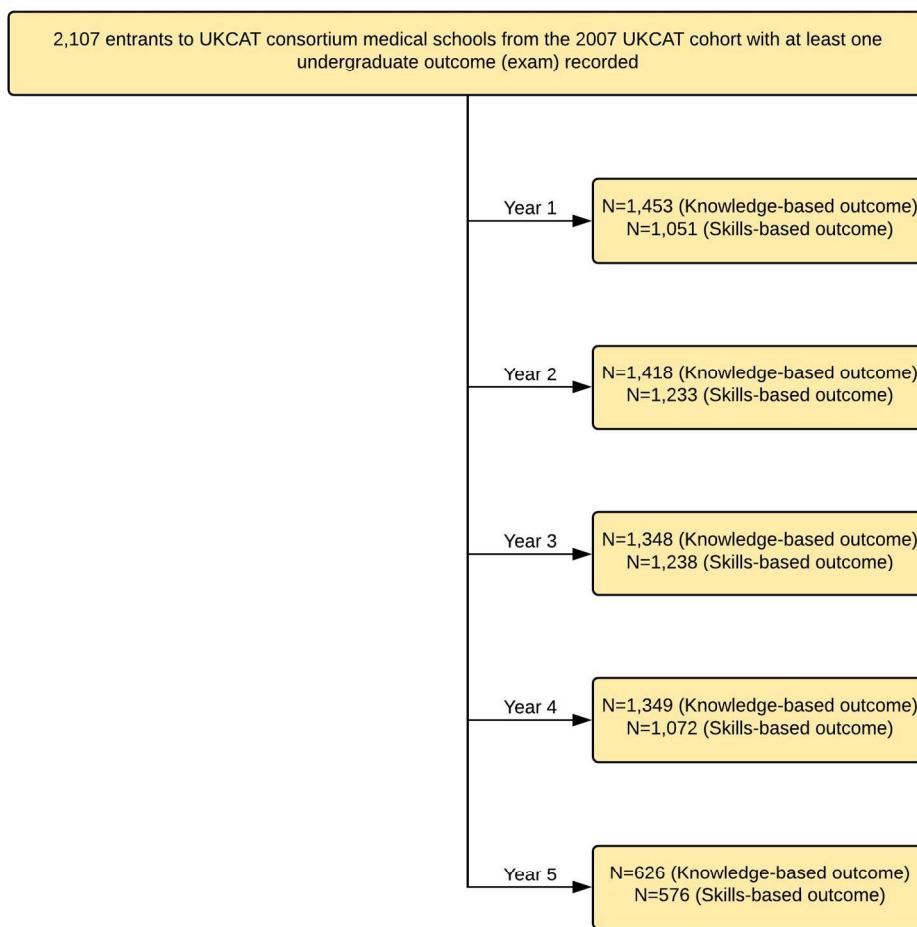 2,107 entrants to UKCAT consortium medical schools from the 2007 UKCAT cohort with at least one
undergraduate outcome (exam) recorded
Year 1
N=1,453 (Knowledge-based outcome)
N=1,051 (Skills-based outcome)
Year 2
N=1,418 (Knowledge-based outcome)
N=1,233 (Skills-based outcome)
Year 3
N=1,348 (Knowledge-based outcome)
N=1,238 (Skills-based outcome)
Year 4
N=1,349 (Knowledge-based outcome)
N=1,072 (Skills-based outcome)
Year 5
N=626 (Knowledge-based outcome)
N=576 (Skills-based outcome)